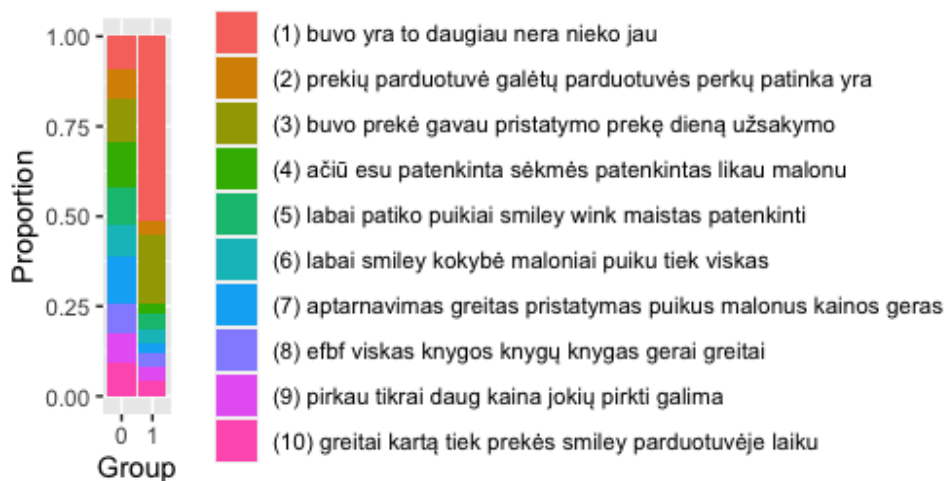 1.00
0.75
0.50
0.25
0.00
Proportion
0 1
Group
(1) buvo yra to daugiau nera nieko jau
(2) prekių parduotuvė galėtų parduotuvės perkų patinka yra
(3) buvo prekė gavau pristatymo prekę dieną užsakymo
(4) ačiū esu patenkinta sėkmės patenkintas likau malonu
(5) labai patiko puikiai smiley wink maistas patenkinti
(6) labai smiley kokybė maloniai puiku tiek viskas
(7) aptarnavimas greitas pristatymas puikus malonus kainos geras
(8) efbf viskas knygos knygų knygas gerai greitai
(9) pirkau tikrai daug kaina jokių pirkti galima
(10) greitai kartą tiek prekės smiley parduotuvėje laiku